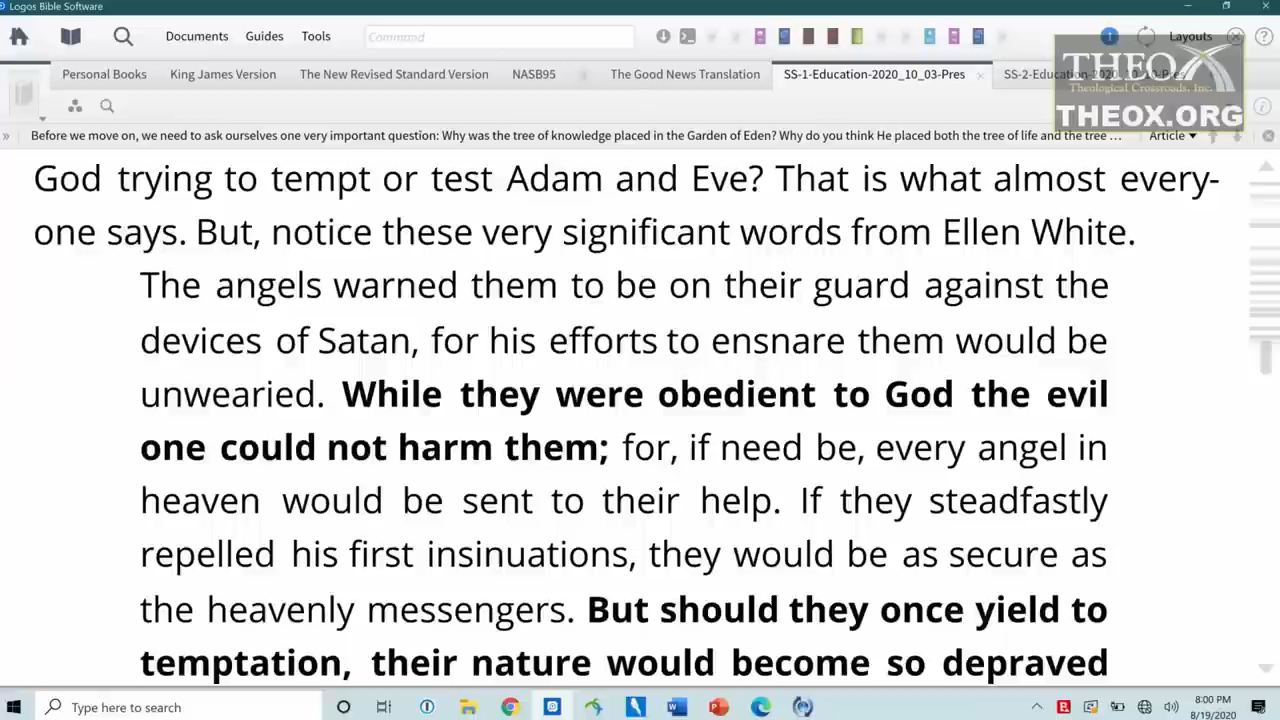 Logos Bible Software
Documents Guides Tools Command Layouts
Personal Books King James Version The New Revised Standard Version NASB95 The Good News Translation SS-1-Education-2020_10_03-Pres SS-2-Education-2020_10_10-Pres
THEOX
Theological Crossroads, Inc.
THEOX.ORG
Before we move on, we need to ask ourselves one very important question: Why was the tree of knowledge placed in the Garden of Eden? Why do you think He placed both the tree of life and the tree ... Article
God trying to tempt or test Adam and Eve? That is what almost every-
one says. But, notice these very significant words from Ellen White.
The angels warned them to be on their guard against the
devices of Satan, for his efforts to ensnare them would be
unwearied. While they were obedient to God the evil
one could not harm them; for, if need be, every angel in
heaven would be sent to their help. If they steadfastly
repelled his first insinuations, they would be as secure as
the heavenly messengers. But should they once yield to
temptation, their nature would become so depraved
Type here to search
8:00 PM
8/19/2020